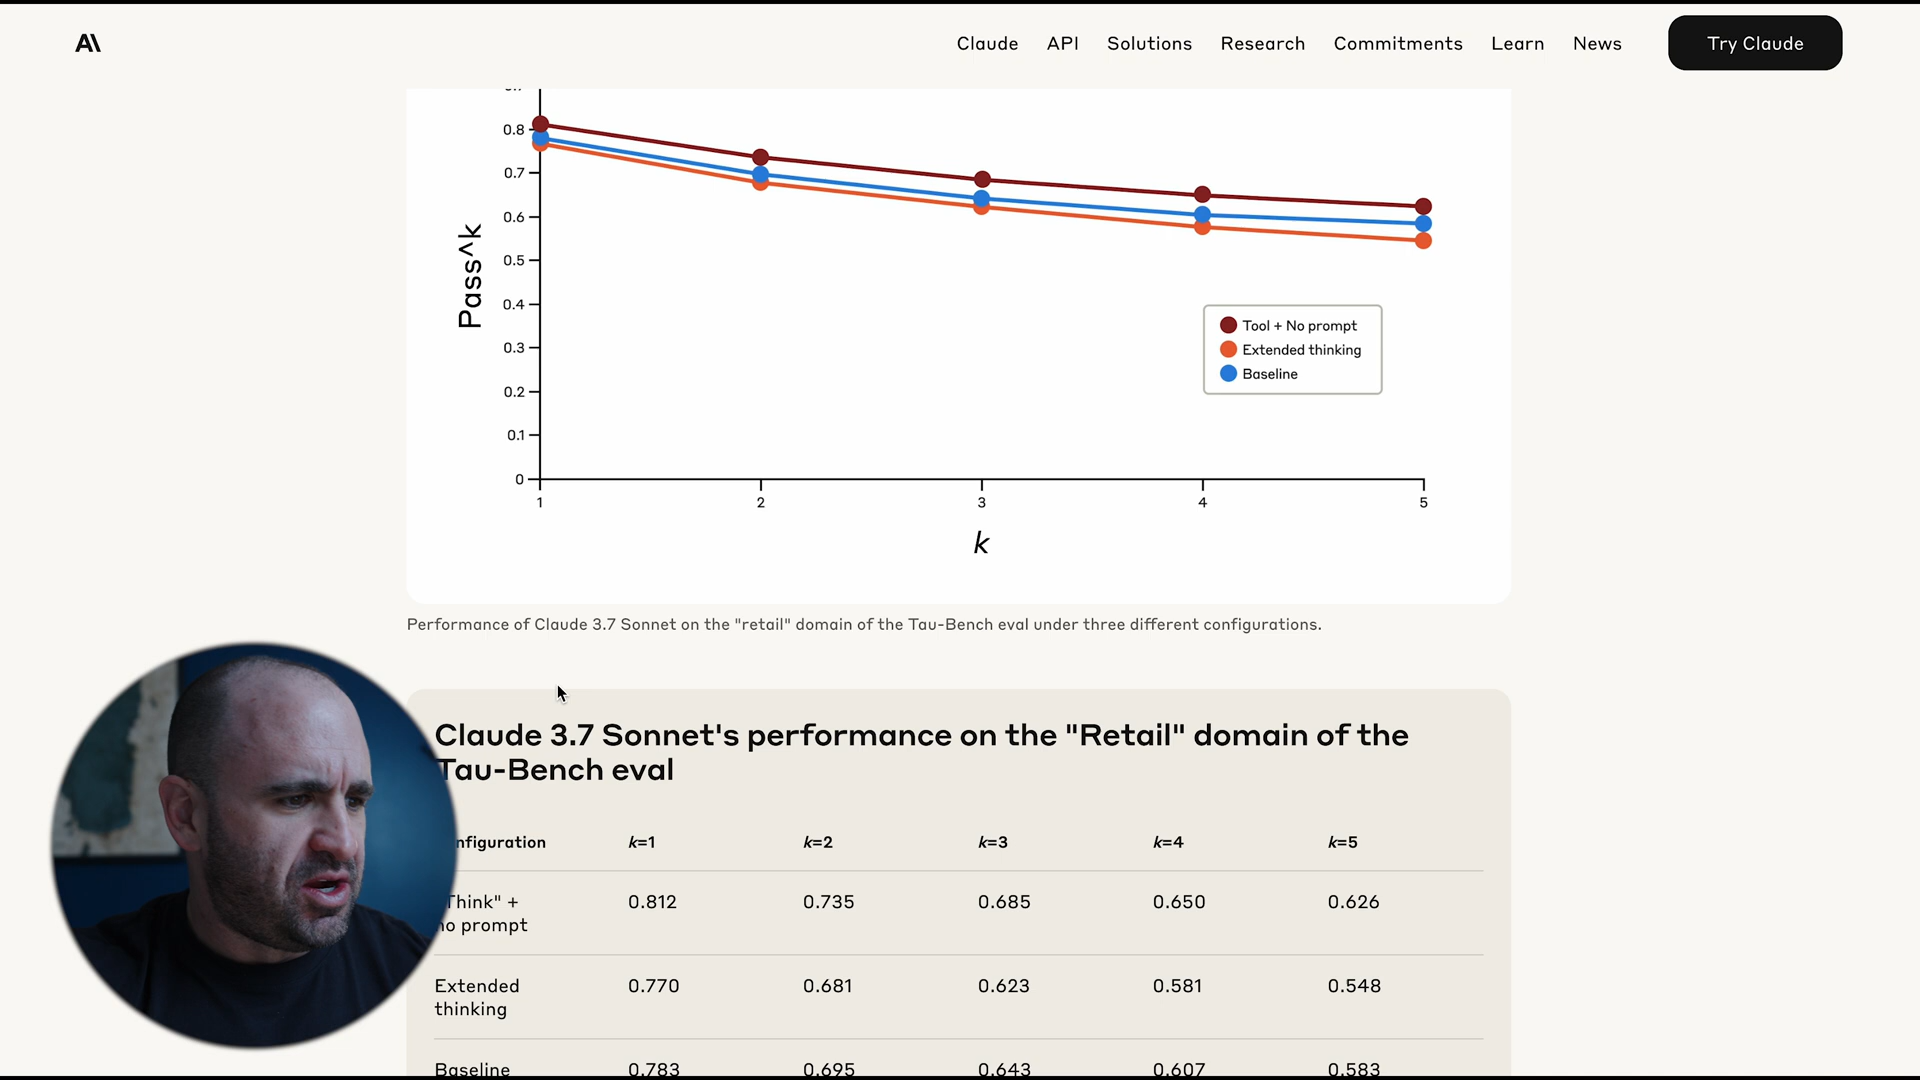 A\
Claude API Solutions Research Commitments Learn News Try Claude
0.8
0.7
0.6
0.5
0.4
0.3
0.2
0.1
0
Pass^k
Tool + No prompt
Extended thinking
Baseline
1 2 3 4 5
k
Performance of Claude 3.7 Sonnet on the "retail" domain of the Tau-Bench eval under three different configurations.
Claude 3.7 Sonnet's performance on the "Retail" domain of the
Tau-Bench eval
nfiguration k=1 k=2 k=3 k=4 k=5
Think" + 0.812 0.735 0.685 0.650 0.626
no prompt
Extended 0.770 0.681 0.623 0.581 0.548
thinking
Baseline 0.783 0.695 0.643 0.607 0.583